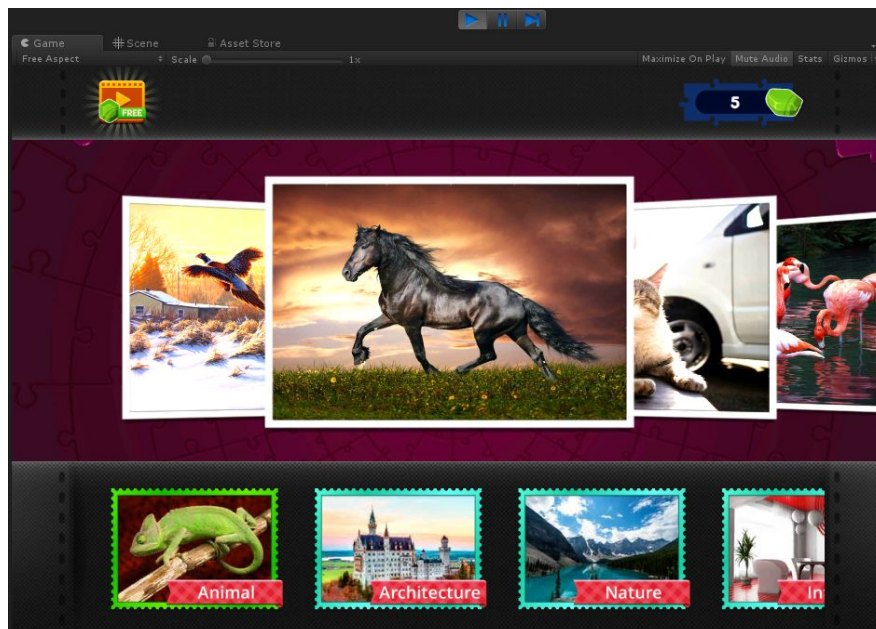 Game Scene Asset Store
Free Aspect Scale 1x Maximize On Play Mute Audio Stats Gizmos
FREE
5
Animal Architecture Nature In